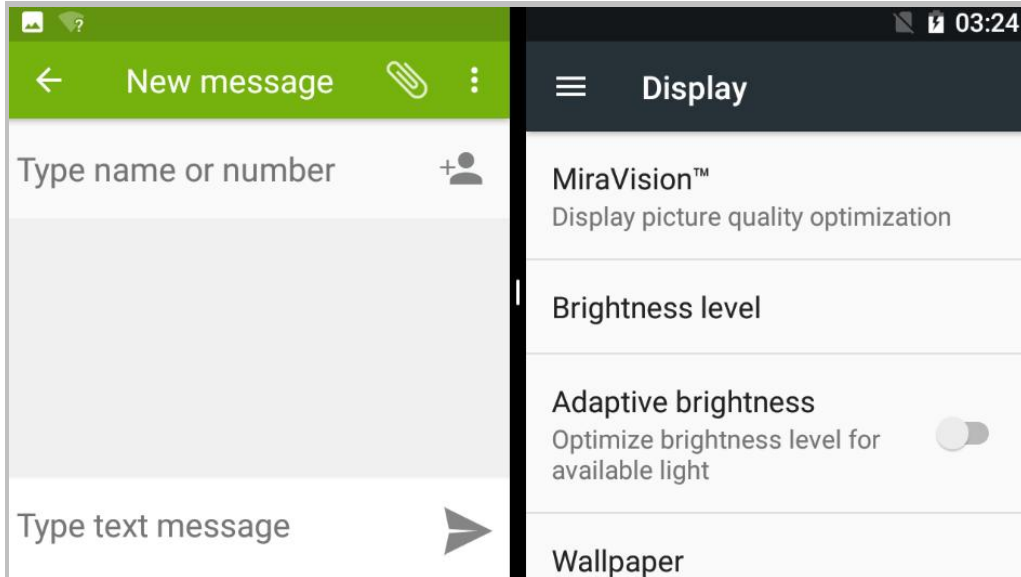 ?
New message
Type name or number
Type text message
03:24
Display
MiraVision™
Display picture quality optimization
Brightness level
Adaptive brightness
Optimize brightness level for
available light
Wallpaper